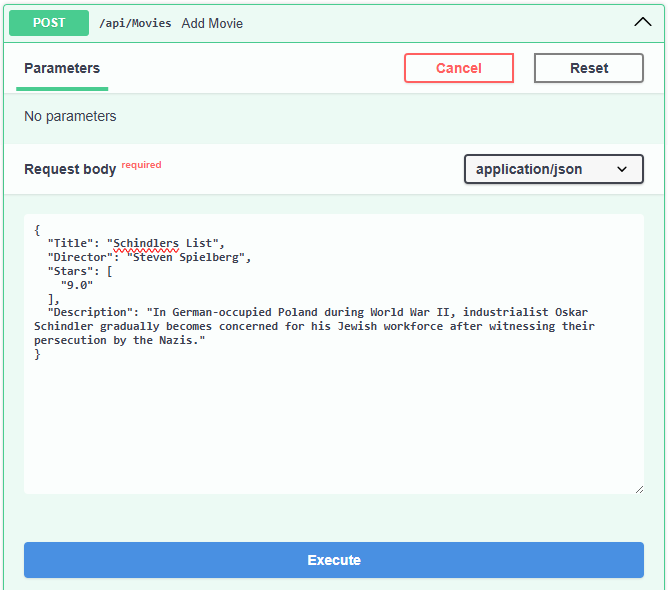 POST /api/Movies Add Movie
Parameters Cancel Reset
No parameters
Request body required application/json
{
"Title": "Schindlers List",
"Director": "Steven Spielberg",
"Stars": [
"9.0"
],
"Description": "In German-occupied Poland during World War II, industrialist Oskar
Schindler gradually becomes concerned for his Jewish workforce after witnessing their
persecution by the Nazis."
}
Execute